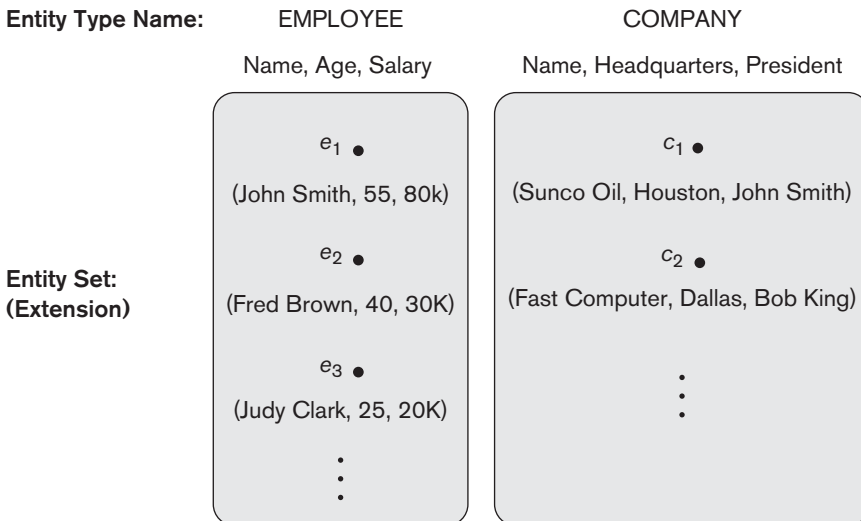 Entity Type Name: EMPLOYEE COMPANY
Name, Age, Salary Name, Headquarters, President
e1 c1
(John Smith, 55, 80k) (Sunco Oil, Houston, John Smith)
e2 c2
Entity Set:
(Extension)
(Fred Brown, 40, 30K) (Fast Computer, Dallas, Bob King)
e3
(Judy Clark, 25, 20K)